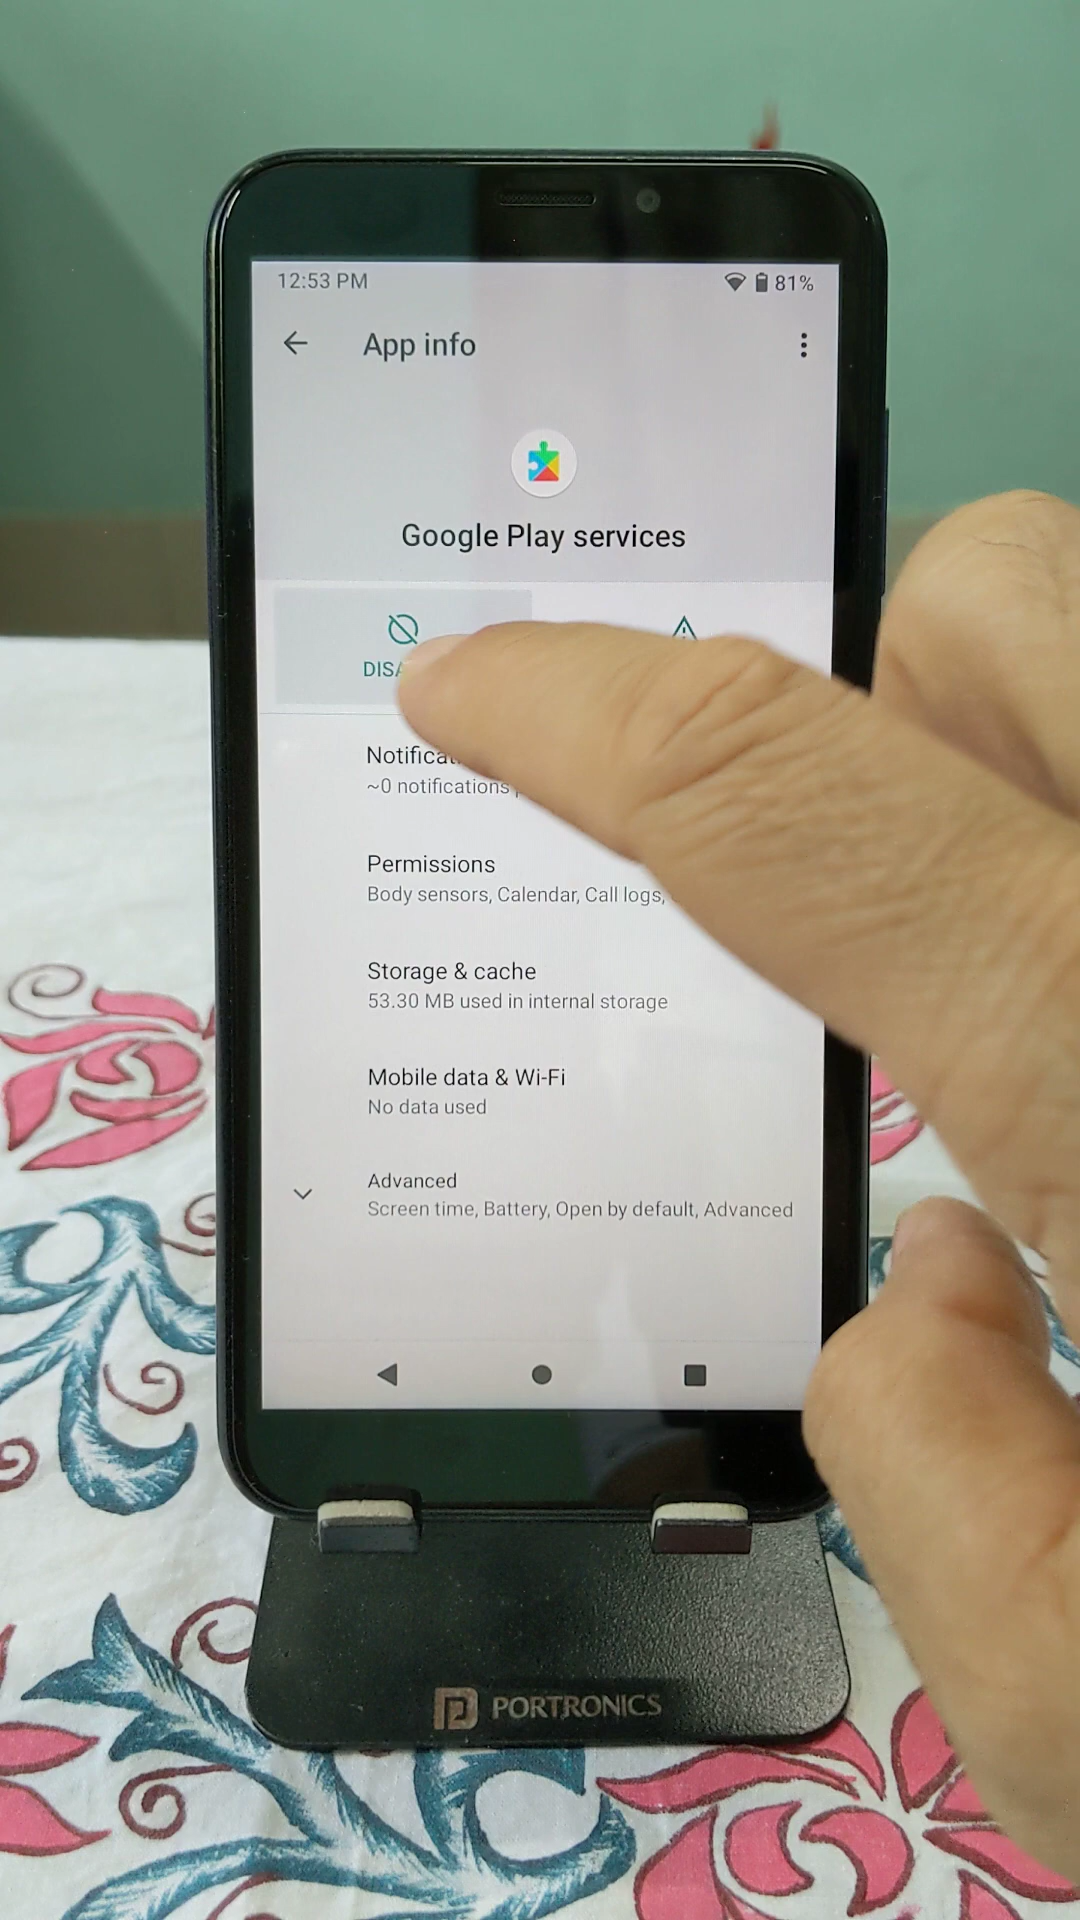 12:53 PM 81%
App info
Google Play services
Notificat
~0 notifications
Permissions
Body sensors, Calendar, Call logs,
Storage & cache
53.30 MB used in internal storage
Mobile data & Wi-Fi
No data used
Advanced
Screen time, Battery, Open by default, Advanced
PORTRONICS